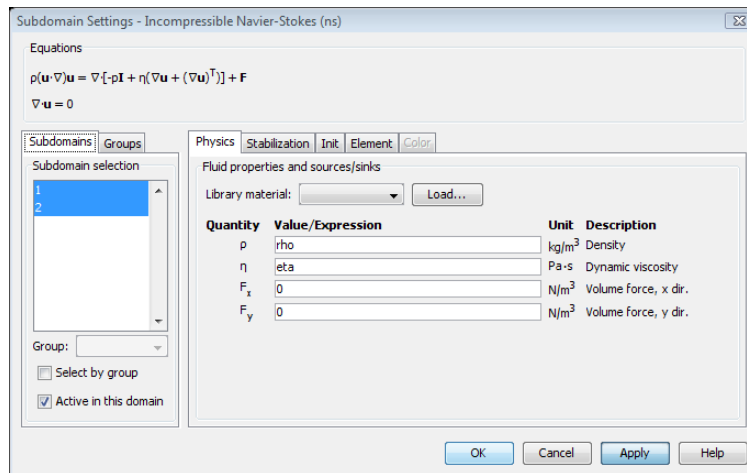 Subdomain Settings - Incompressible Navier-Stokes (ns)
Equations
ρ(u·∇)u = ∇·[-pI + η(∇u + (∇u)ᵀ)] + F
∇·u = 0
Subdomains Groups
Subdomain selection
1
2
Group:
Select by group
Active in this domain
Physics Stabilization Init Element Color
Fluid properties and sources/sinks
Library material: Load...
Quantity Value/Expression Unit Description
ρ rho kg/m³ Density
η eta Pa·s Dynamic viscosity
Fₓ 0 N/m³ Volume force, x dir.
F_y 0 N/m³ Volume force, y dir.
OK Cancel Apply Help